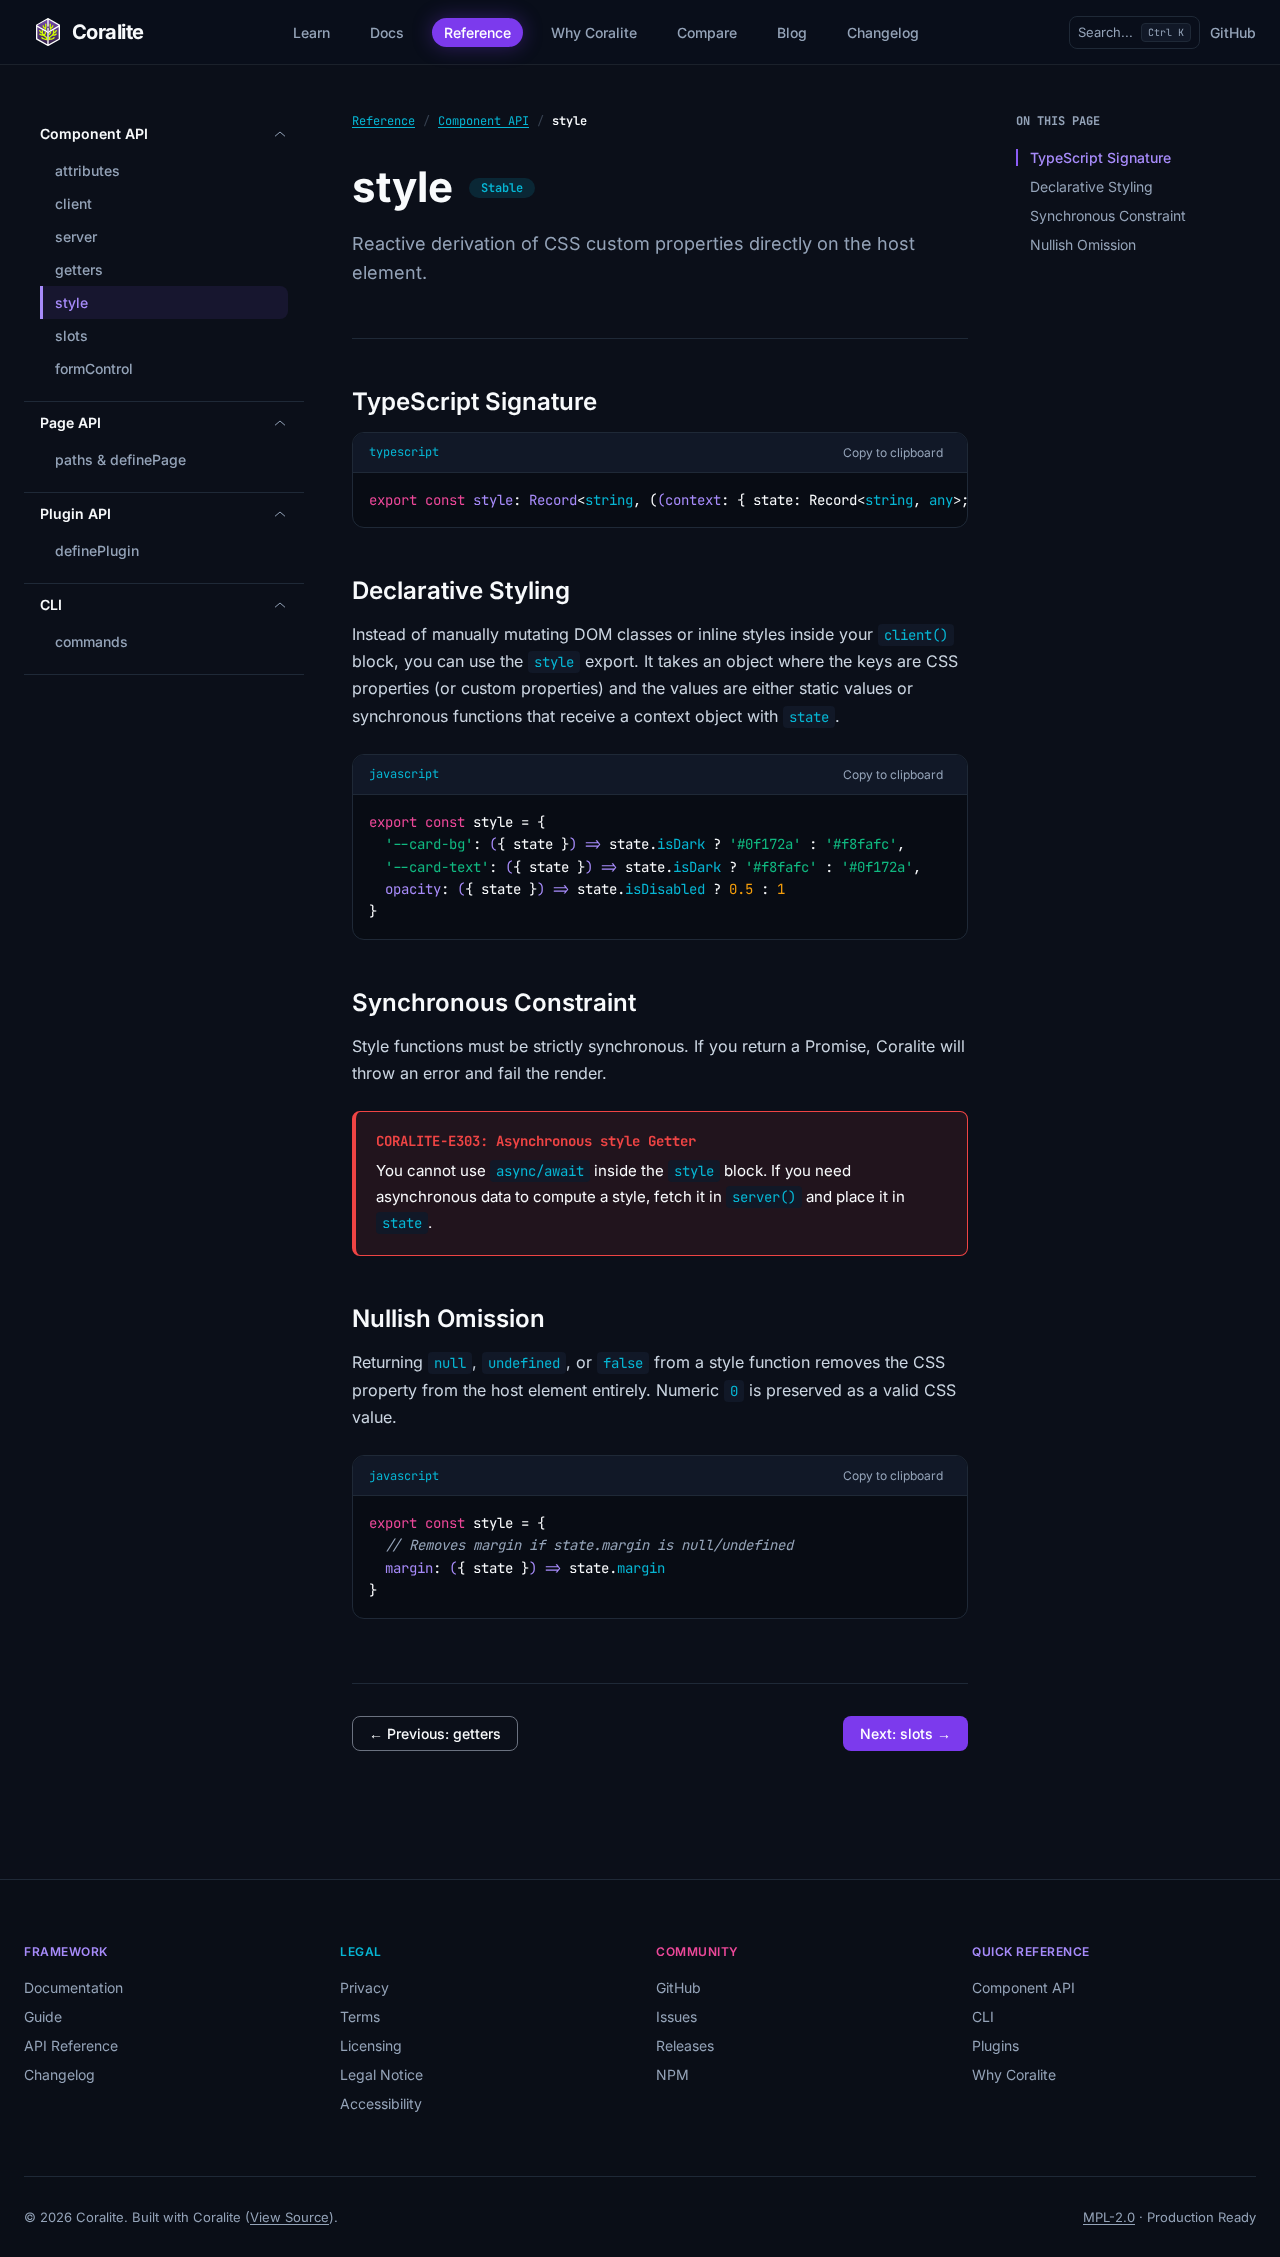 Coralite
Learn
Docs
Reference
Why Coralite
Compare
Blog
Changelog
Search...
Ctrl K
GitHub
Component API
attributes
client
server
getters
style
slots
formControl
Page API
paths & definePage
Plugin API
definePlugin
CLI
commands
Reference / Component API / style
style
Stable
Reactive derivation of CSS custom properties directly on the host
element.
TypeScript Signature
typescript
Copy to clipboard
export const style: Record<string, ((context: { state: Record<string, any>;
Declarative Styling
Instead of manually mutating DOM classes or inline styles inside your client()
block, you can use the style export. It takes an object where the keys are CSS
properties (or custom properties) and the values are either static values or
synchronous functions that receive a context object with state.
javascript
Copy to clipboard
export const style = {
  '--card-bg': ({ state }) => state.isDark ? '#0f172a' : '#f8fafc',
  '--card-text': ({ state }) => state.isDark ? '#f8fafc' : '#0f172a',
  opacity: ({ state }) => state.isDisabled ? 0.5 : 1
}
Synchronous Constraint
Style functions must be strictly synchronous. If you return a Promise, Coralite will
throw an error and fail the render.
CORALITE-E303: Asynchronous style Getter
You cannot use async/await inside the style block. If you need
asynchronous data to compute a style, fetch it in server() and place it in
state.
Nullish Omission
Returning null, undefined, or false from a style function removes the CSS
property from the host element entirely. Numeric 0 is preserved as a valid CSS
value.
javascript
Copy to clipboard
export const style = {
  // Removes margin if state.margin is null/undefined
  margin: ({ state }) => state.margin
}
← Previous: getters
Next: slots →
ON THIS PAGE
TypeScript Signature
Declarative Styling
Synchronous Constraint
Nullish Omission
FRAMEWORK
Documentation
Guide
API Reference
Changelog
LEGAL
Privacy
Terms
Licensing
Legal Notice
Accessibility
COMMUNITY
GitHub
Issues
Releases
NPM
QUICK REFERENCE
Component API
CLI
Plugins
Why Coralite
© 2026 Coralite. Built with Coralite (View Source).
MPL-2.0 · Production Ready